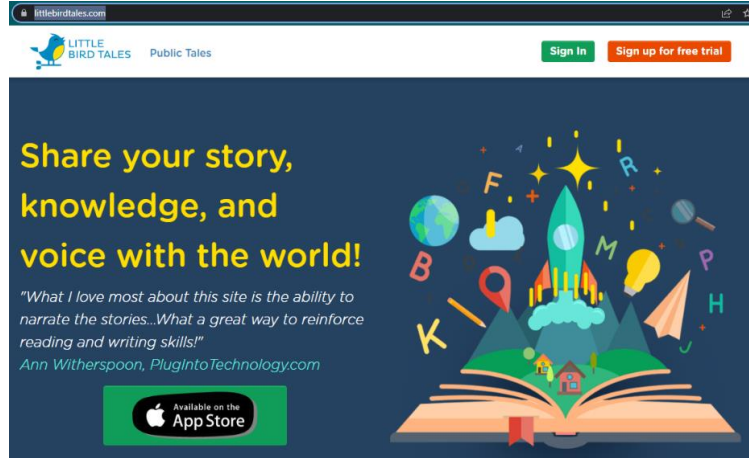 littlebirdtales.com
LITTLE
BIRD TALES
Public Tales
Sign In
Sign up for free trial
Share your story,
knowledge, and
voice with the world!
"What I love most about this site is the ability to
narrate the stories...What a great way to reinforce
reading and writing skills!"
Ann Witherspoon, PlugIntoTechnology.com
Available on the
App Store
A
F
R
B
M
P
K
H
J